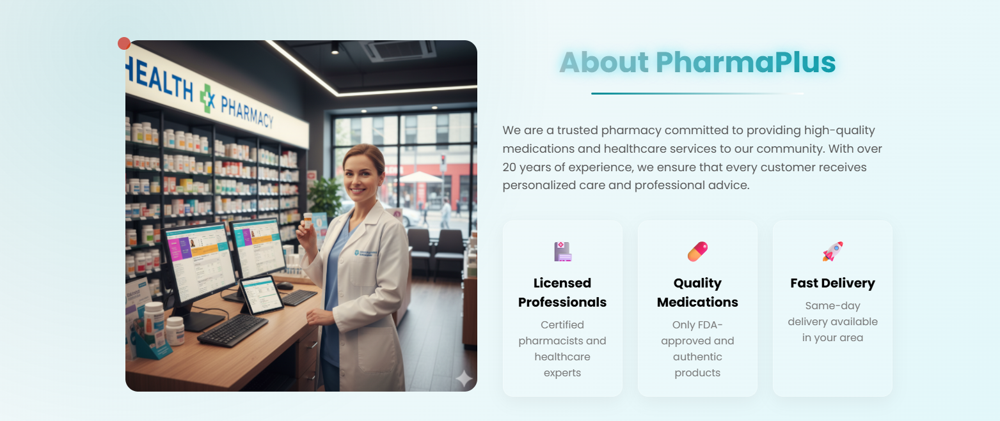 HEALTH PHARMACY
About PharmaPlus
We are a trusted pharmacy committed to providing high-quality
medications and healthcare services to our community. With over
20 years of experience, we ensure that every customer receives
personalized care and professional advice.
Licensed
Professionals
Certified
pharmacists and
healthcare
experts
Quality
Medications
Only FDA-
approved and
authentic
products
Fast Delivery
Same-day
delivery available
in your area